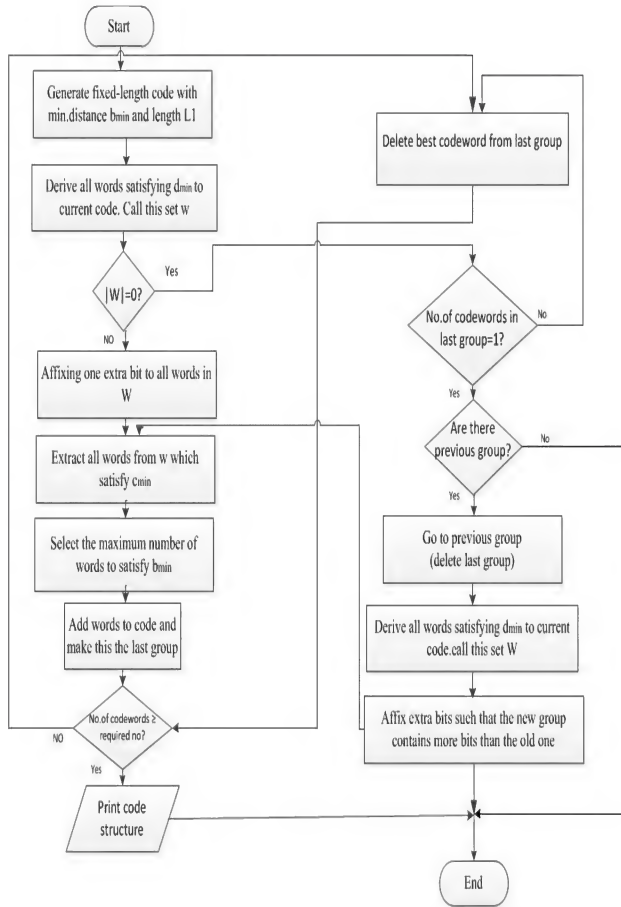 Start
Generate fixed-length code with
min.distance bmin and length L1
Derive all words satisfying dmin to
current code. Call this set w
|W|=0?
Yes
NO
Affixing one extra bit to all words in
W
Extract all words from w which
satisfy cmin
Select the maximum number of
words to satisfy bmin
Add words to code and
make this the last group
No.of codewords ≥
required no?
NO
Yes
Print code
structure
Delete best codeword from last group
No.of codewords in
last group=1?
No
Yes
Are there
previous group?
No
Yes
Go to previous group
(delete last group)
Derive all words satisfying dmin to current
code.call this set W
Affix extra bits such that the new group
contains more bits than the old one
End